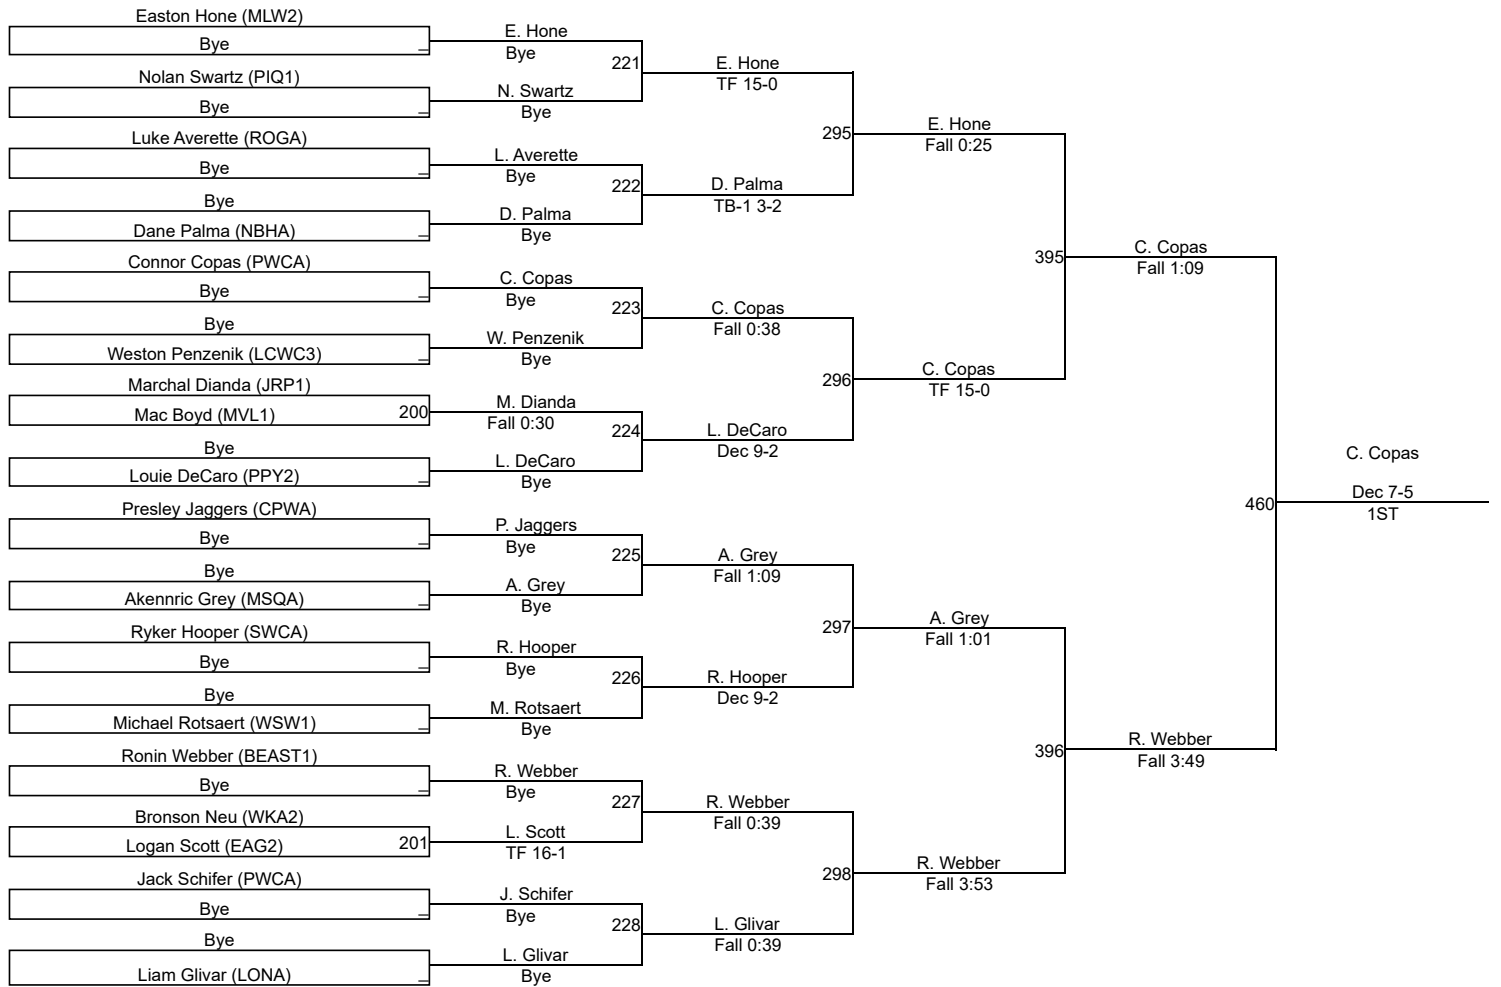 Easton Hone (MLW2)
Bye
Nolan Swartz (PIQ1)
Bye
Luke Averette (ROGA)
Bye
Bye
Dane Palma (NBHA)
Connor Copas (PWCA)
Bye
Bye
Weston Penzenik (LCWC3)
Marchal Dianda (JRP1)
Mac Boyd (MVL1) 200
Bye
Louie DeCaro (PPY2)
Presley Jaggers (CPWA)
Bye
Bye
Akennric Grey (MSQA)
Ryker Hooper (SWCA)
Bye
Bye
Michael Rotsaert (WSW1)
Ronin Webber (BEAST1)
Bye
Bronson Neu (WKA2)
Logan Scott (EAG2) 201
Jack Schifer (PWCA)
Bye
Bye
Liam Glivar (LONA)
E. Hone
Bye
221
N. Swartz
Bye
L. Averette
Bye
222
D. Palma
Bye
C. Copas
Bye
223
W. Penzenik
Bye
M. Dianda
Fall 0:30
224
L. DeCaro
Bye
P. Jaggers
Bye
225
A. Grey
Bye
R. Hooper
Bye
226
M. Rotsaert
Bye
R. Webber
Bye
227
L. Scott
TF 16-1
J. Schifer
Bye
228
L. Glivar
Bye
E. Hone
TF 15-0
295
D. Palma
TB-1 3-2
C. Copas
Fall 0:38
296
L. DeCaro
Dec 9-2
A. Grey
Fall 1:09
297
R. Hooper
Dec 9-2
R. Webber
Fall 0:39
298
L. Glivar
Fall 0:39
E. Hone
Fall 0:25
395
C. Copas
TF 15-0
A. Grey
Fall 1:01
396
R. Webber
Fall 3:53
C. Copas
Fall 1:09
460
R. Webber
Fall 3:49
C. Copas
Dec 7-5
1ST